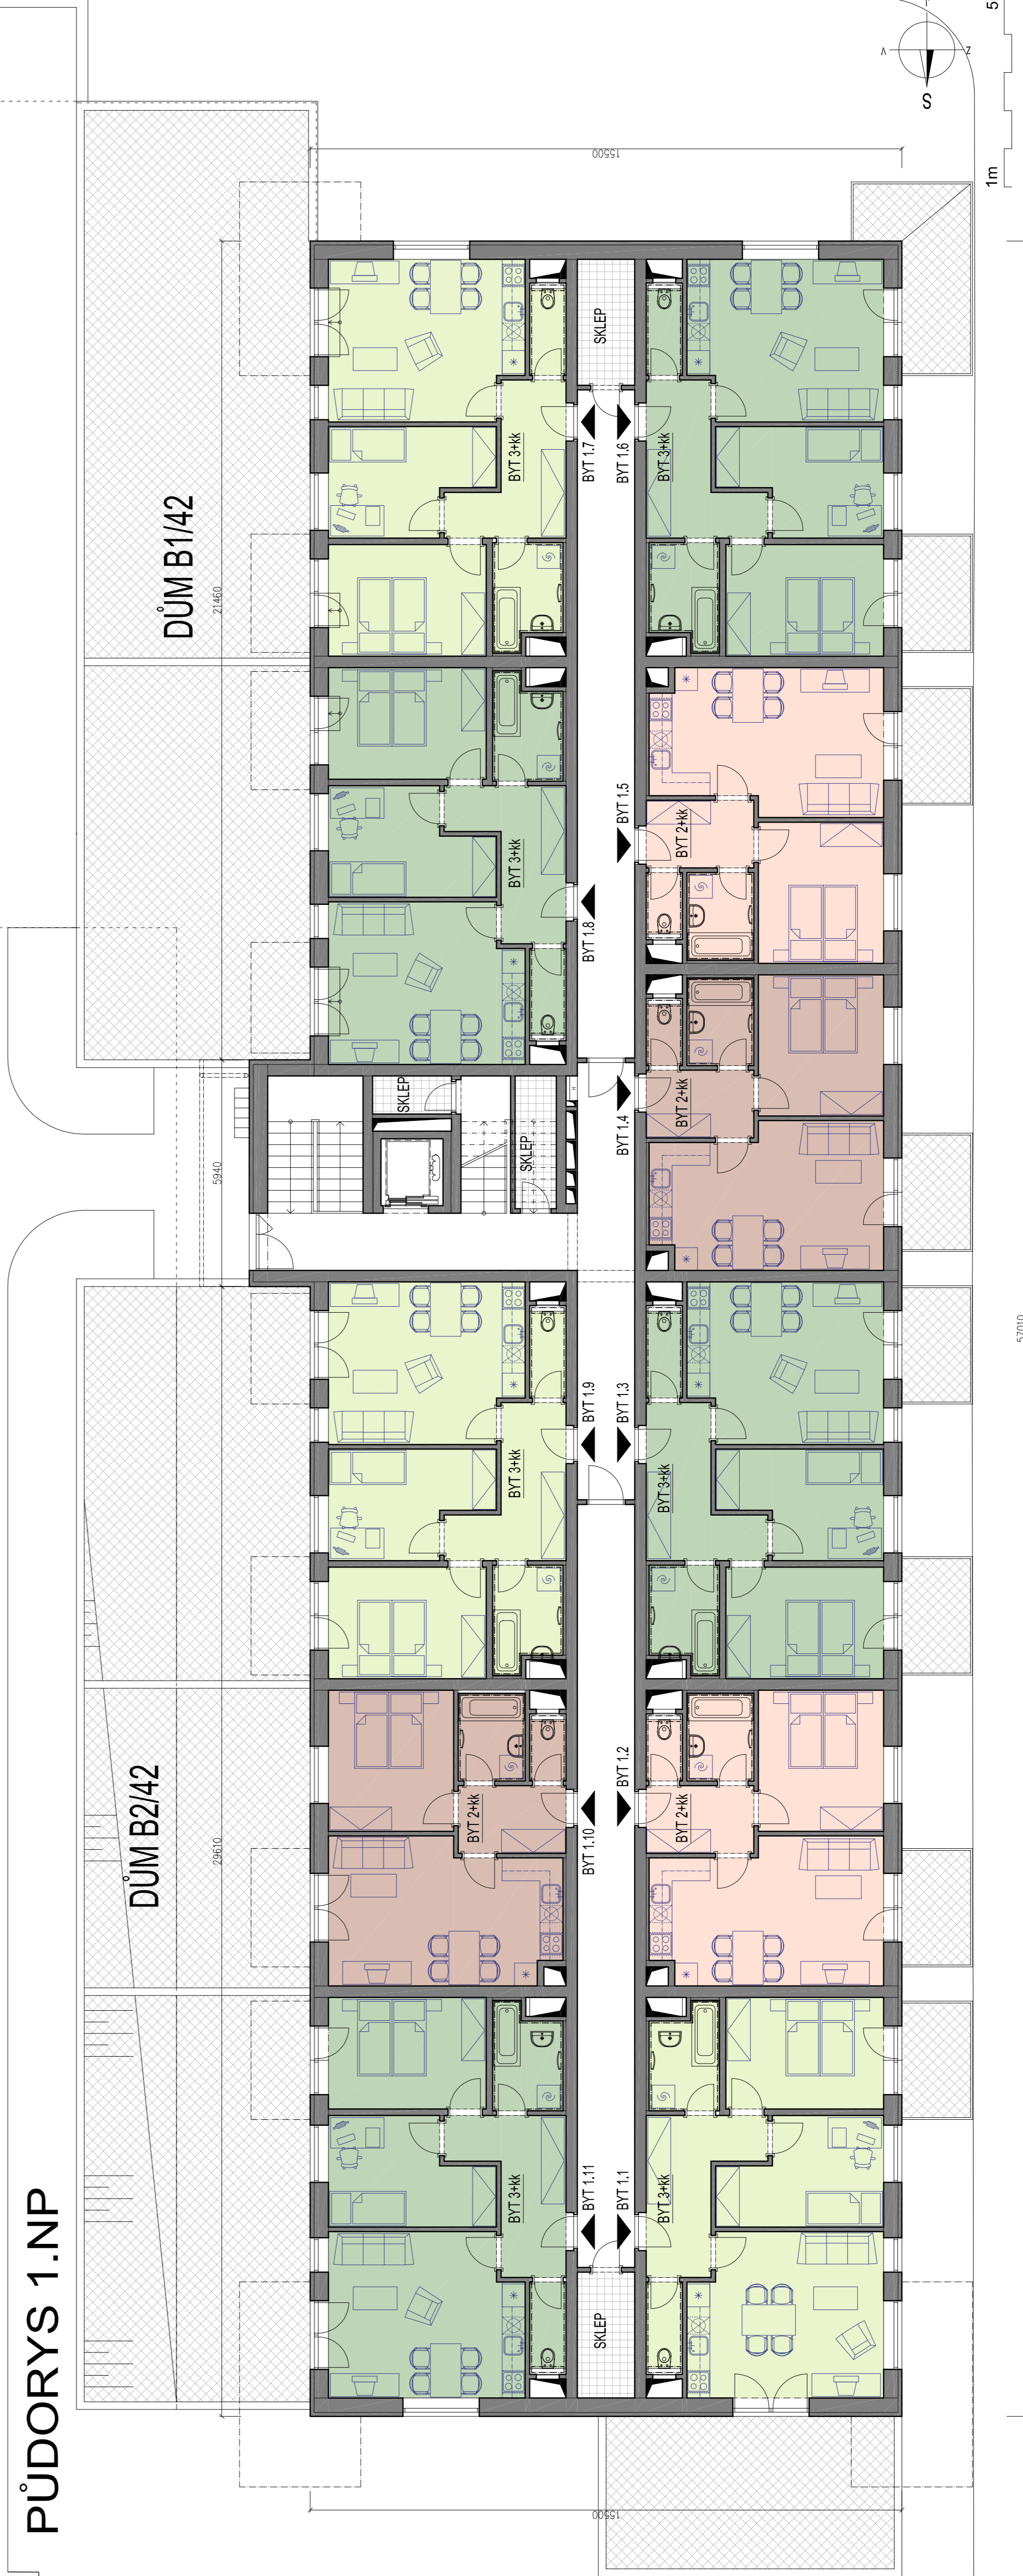 PŮDORYS 1.NP
DŮM B2/42
DŮM B1/42
29610
5940
21460
15500
15500
57010
BYT 1.11
BYT 3+kk
BYT 1.10
BYT 2+kk
BYT 1.9
BYT 3+kk
BYT 1.8
BYT 3+kk
BYT 1.7
BYT 3+kk
SKLEP
SKLEP
SKLEP
SKLEP
BYT 1.1
BYT 3+kk
BYT 1.2
BYT 2+kk
BYT 1.3
BYT 3+kk
BYT 1.4
BYT 2+kk
BYT 1.5
BYT 2+kk
BYT 1.6
BYT 3+kk
V
Z
S
1m
5